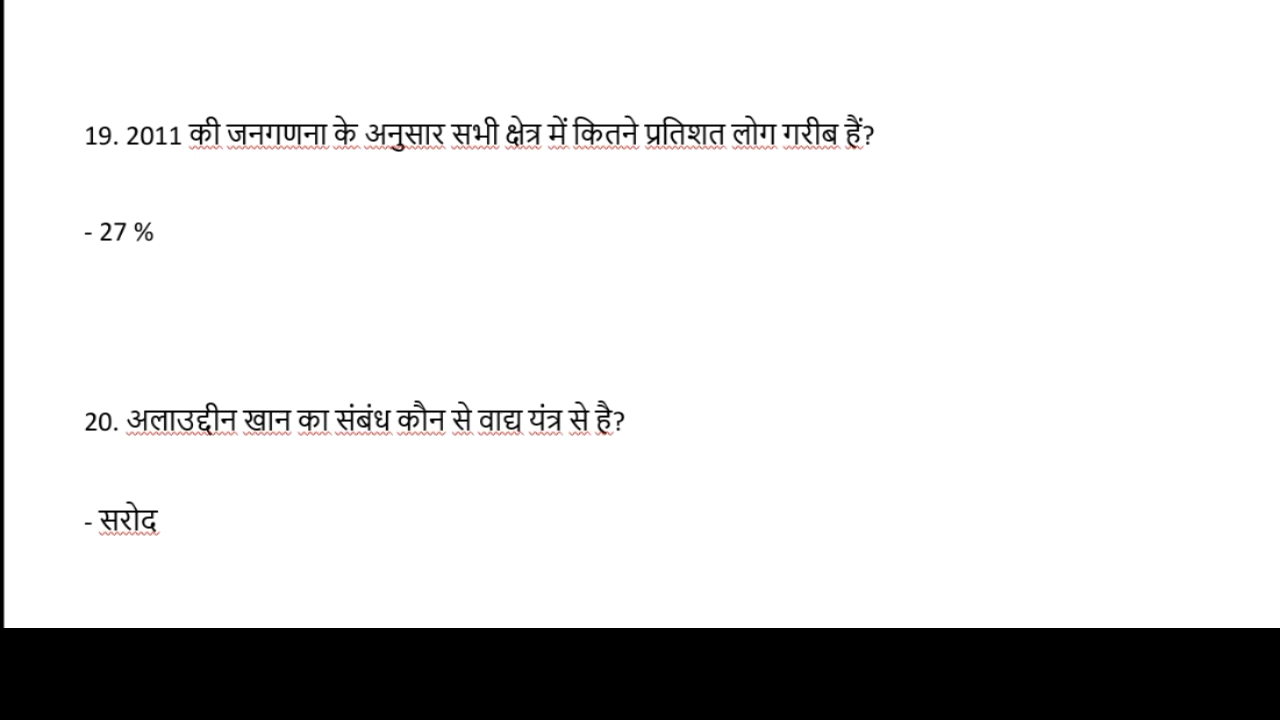 19. 2011 की जनगणना के अनुसार सभी क्षेत्र में कितने प्रतिशत लोग गरीब हैं?
- 27 %
20. अलाउद्दीन खान का संबंध कौन से वाद्य यंत्र से है?
- सरोद